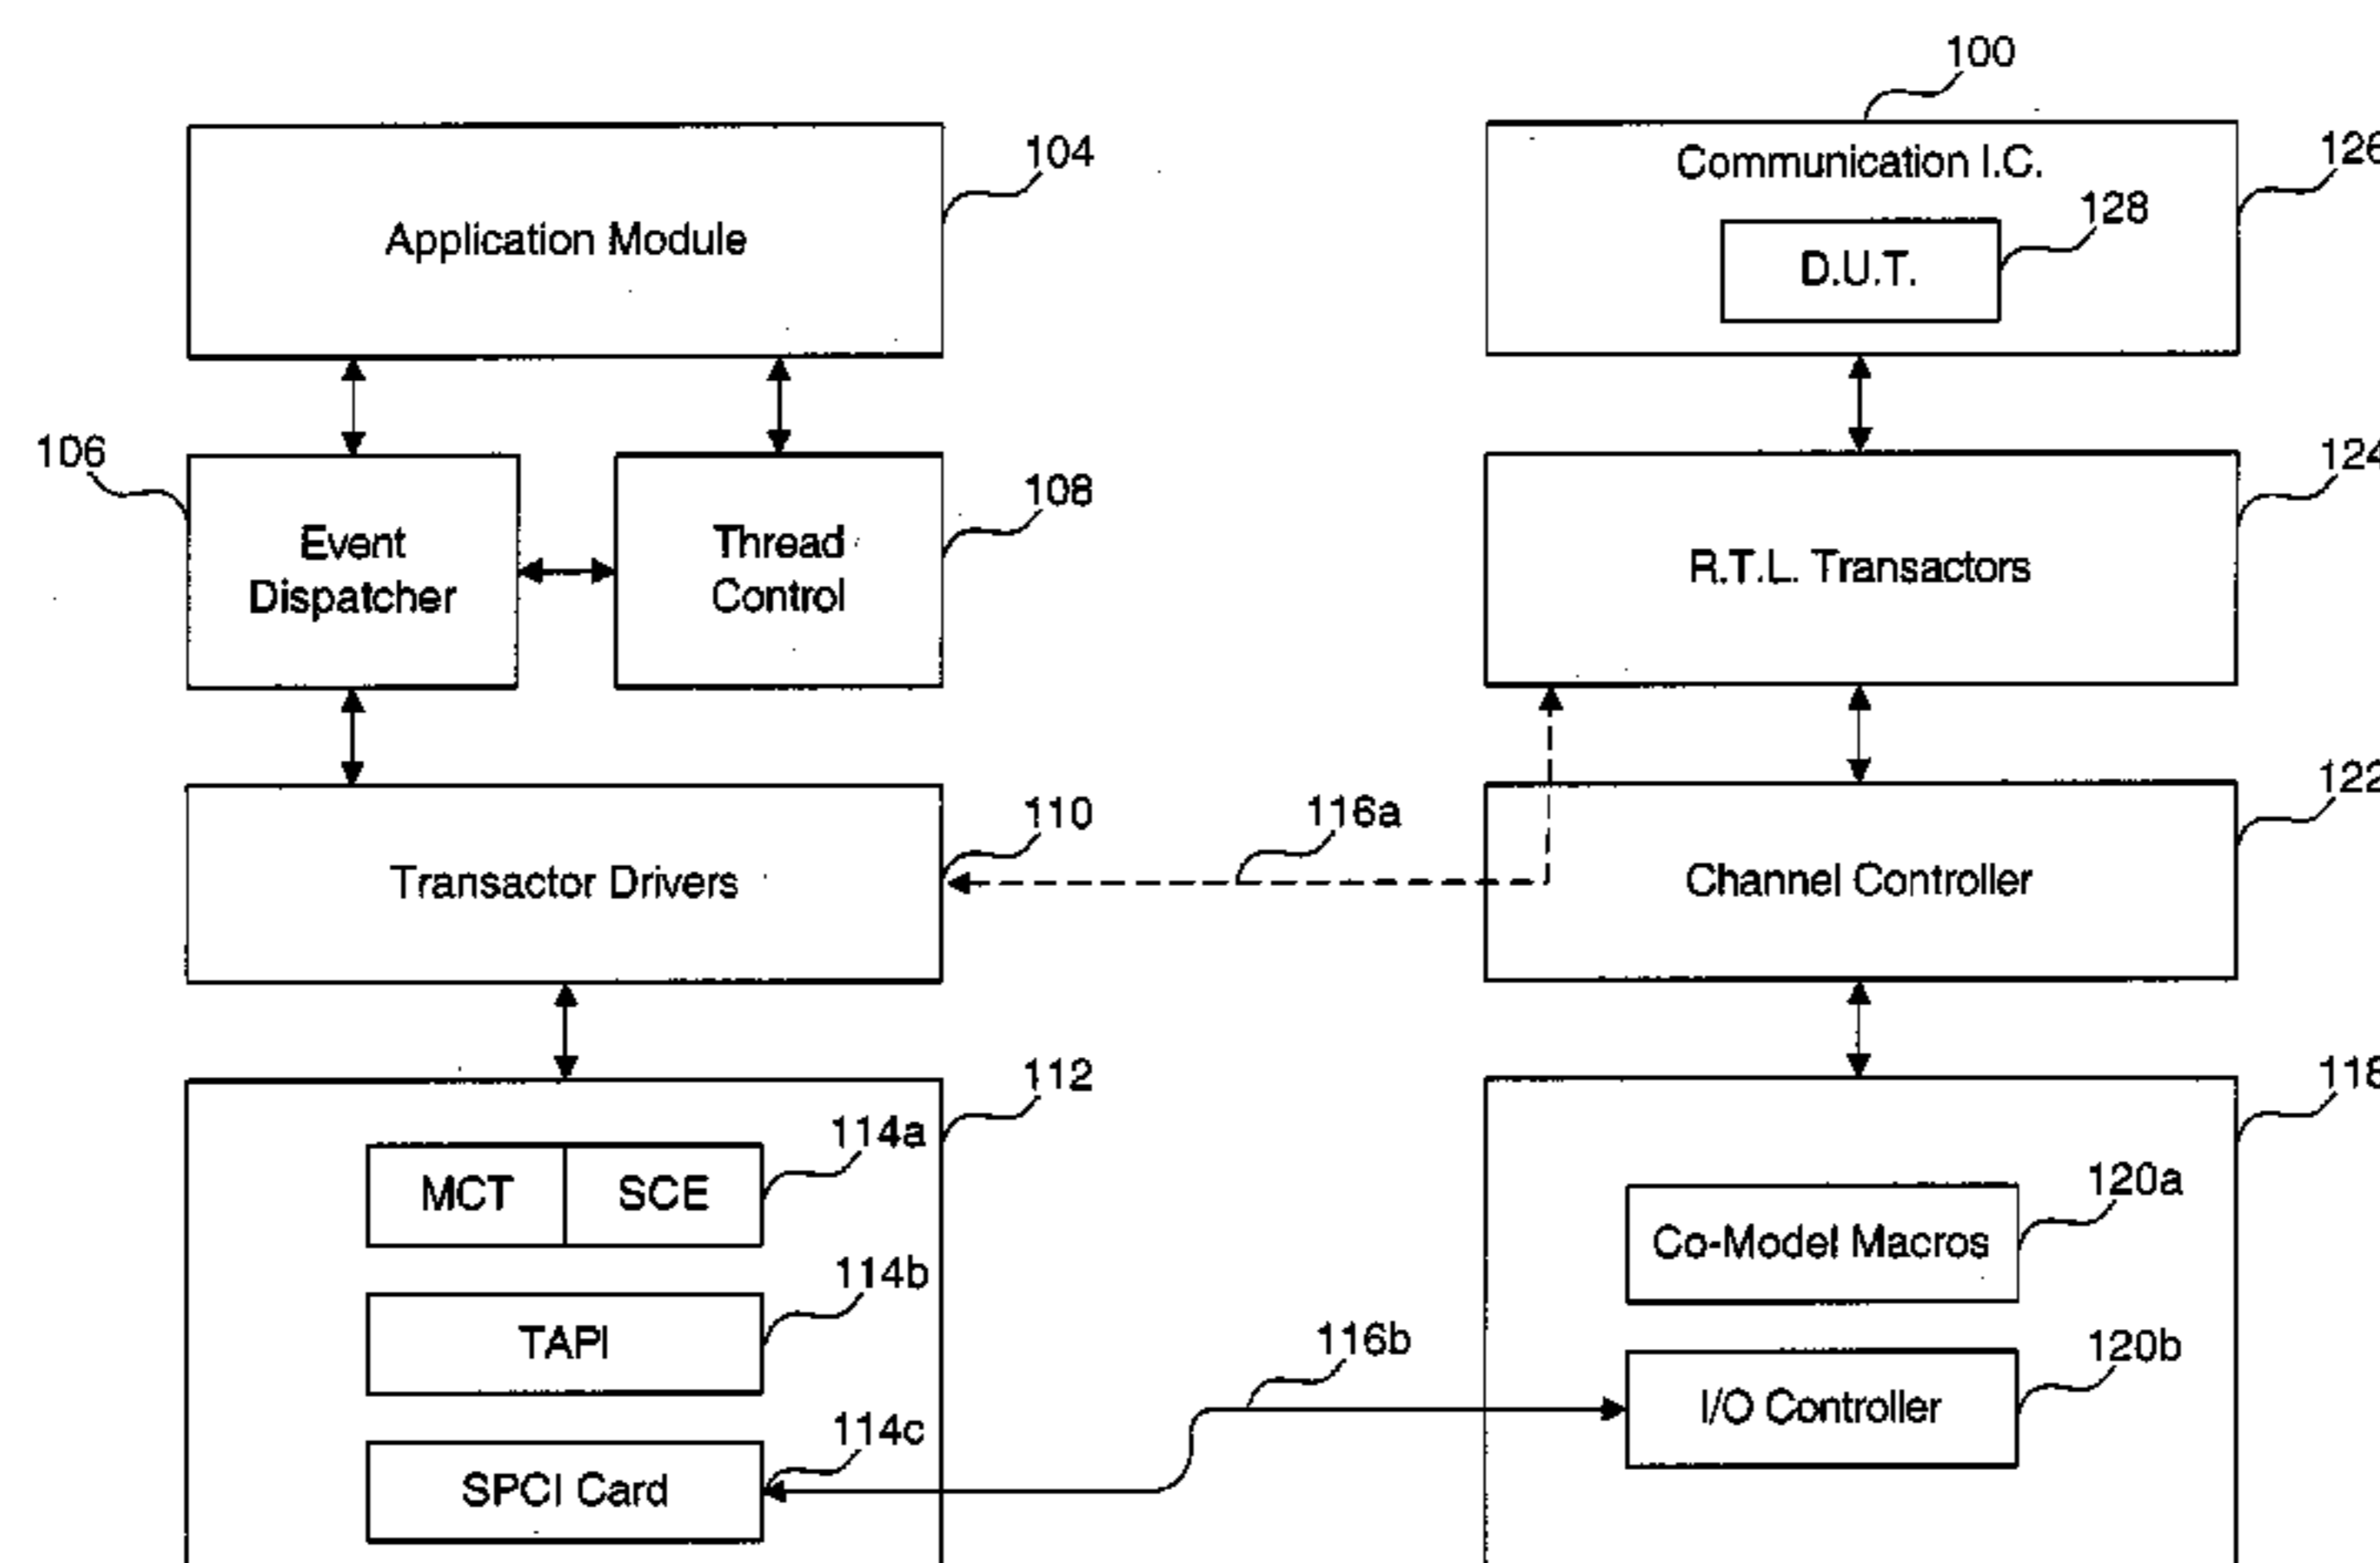 100
104
126
Communication I.C.
128
Application Module
D.U.T.
106
124
108
Event
Dispatcher
Thread
Control
R.T.L. Transactors
122
110
116a
Transactor Drivers
Channel Controller
112
118
114a
MCT
SCE
120a
Co-Model Macros
114b
TAPI
116b
120b
I/O Controller
114c
SPCI Card